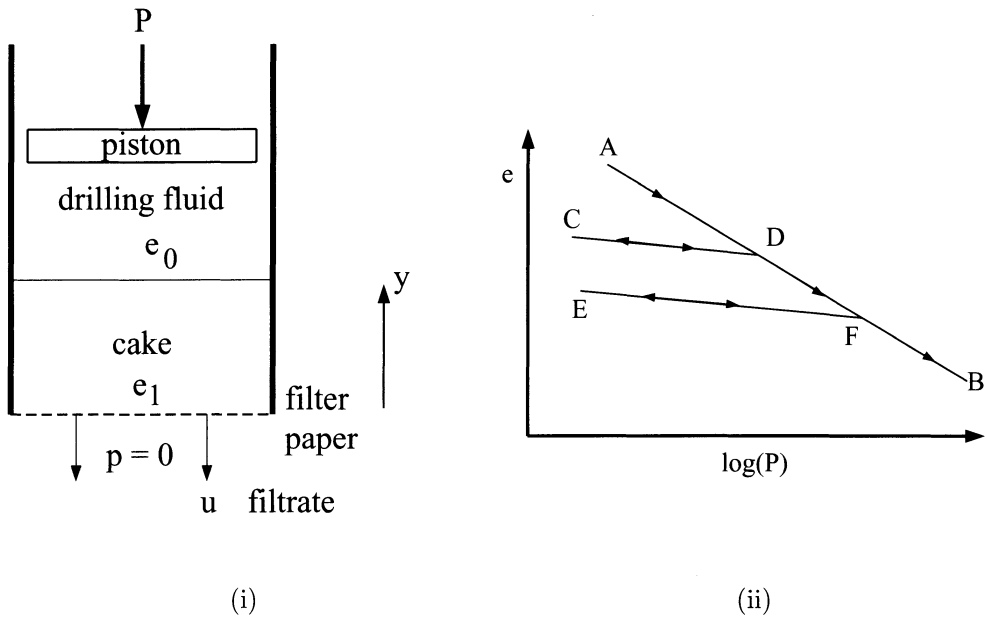 P
piston
drilling fluid
e0
y
cake
e1
filter
paper
p = 0
u filtrate
(i)
e
A
C
D
E
F
B
log(P)
(ii)